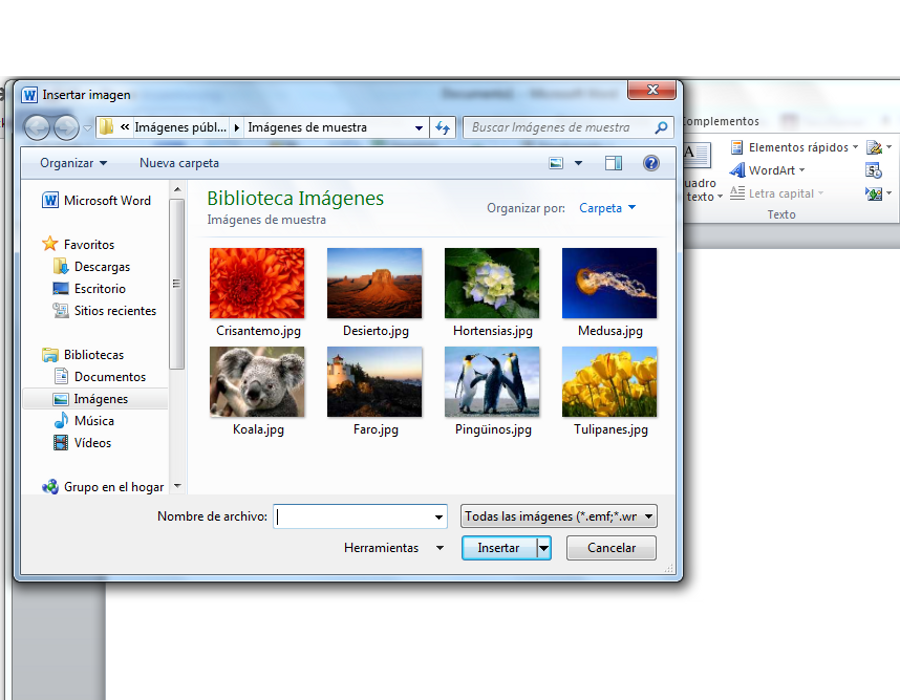 Insertar imagen
« Imágenes públ... Imágenes de muestra
Buscar Imágenes de muestra
Organizar
Nueva carpeta
Microsoft Word
Favoritos
Descargas
Escritorio
Sitios recientes
Bibliotecas
Documentos
Imágenes
Música
Vídeos
Grupo en el hogar
Biblioteca Imágenes
Imágenes de muestra
Organizar por: Carpeta
Crisantemo.jpg
Desierto.jpg
Hortensias.jpg
Medusa.jpg
Koala.jpg
Faro.jpg
Pingüinos.jpg
Tulipanes.jpg
Nombre de archivo:
Todas las imágenes (*.emf;*.wr
Herramientas
Insertar
Cancelar
omplementos
A
uadro
texto
Elementos rápidos
WordArt
Letra capital
Texto